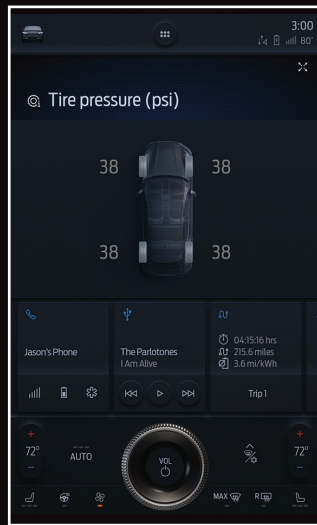 3:00
80°
Tire pressure (psi)
38 38
38 38
Jason's Phone
The Parlotones
I Am Alive
04:15:16 hrs
215.6 miles
3.6 mi/kWh
Trip 1
+
72°
−
AUTO
VOL
+
72°
−
MAX
R